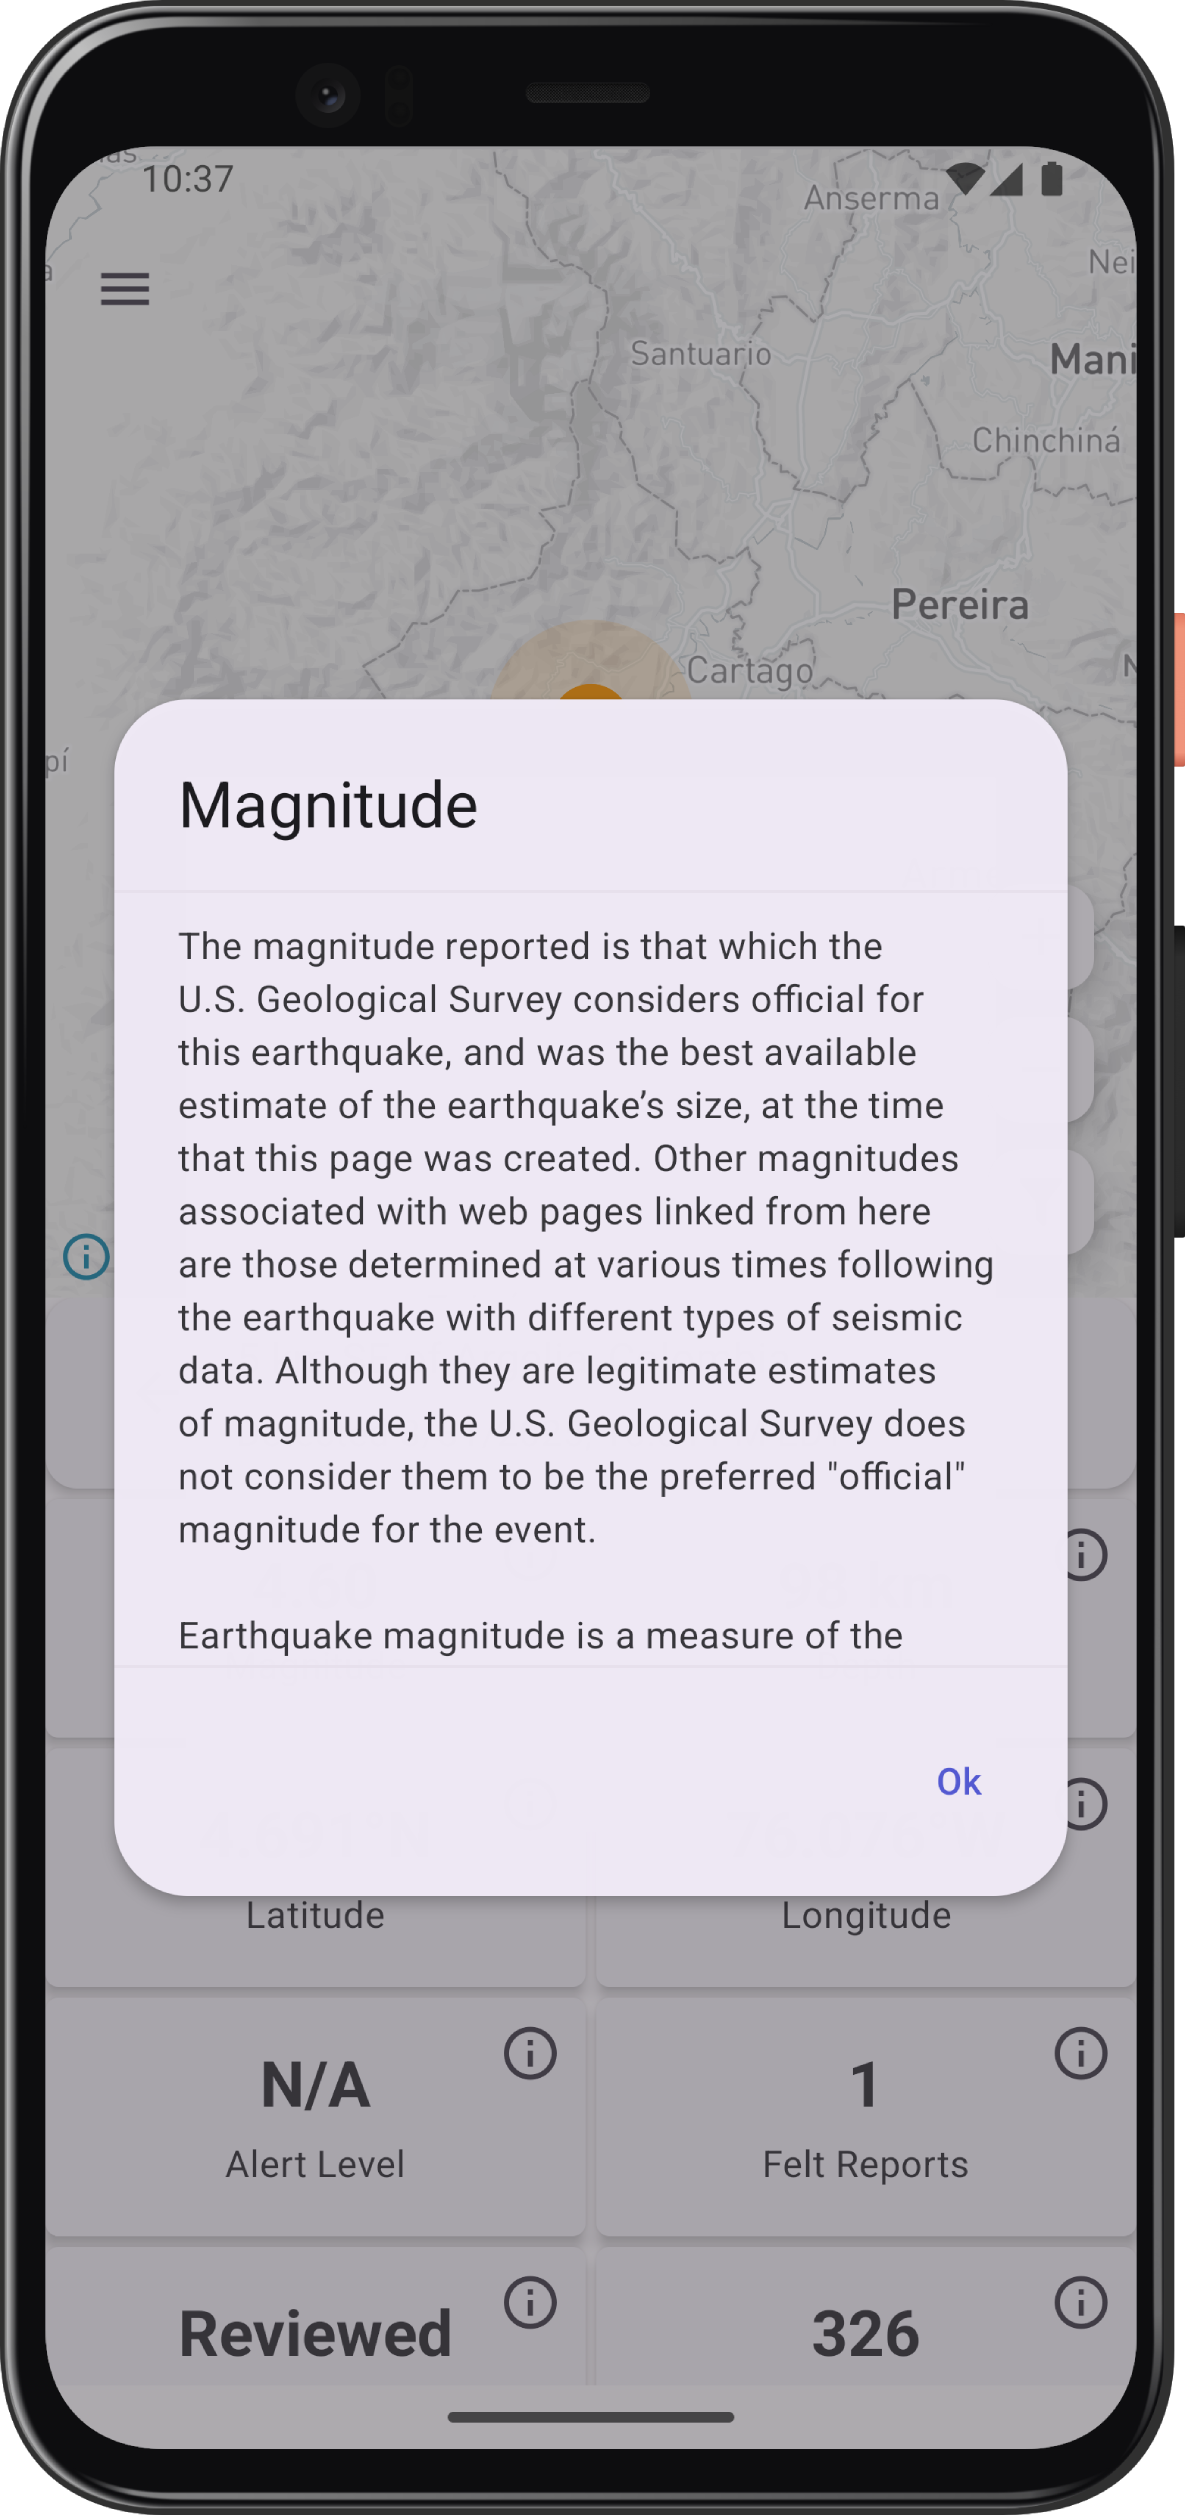 10:37
Anserma
Nei
Santuario
Mani
Chinchiná
Pereira
Cartago
N
pí
Magnitude
The magnitude reported is that which the
U.S. Geological Survey considers official for
this earthquake, and was the best available
estimate of the earthquake’s size, at the time
that this page was created. Other magnitudes
associated with web pages linked from here
are those determined at various times following
the earthquake with different types of seismic
data. Although they are legitimate estimates
of magnitude, the U.S. Geological Survey does
not consider them to be the preferred "official"
magnitude for the event.
Earthquake magnitude is a measure of the
Ok
Latitude
Longitude
N/A
1
Alert Level
Felt Reports
Reviewed
326